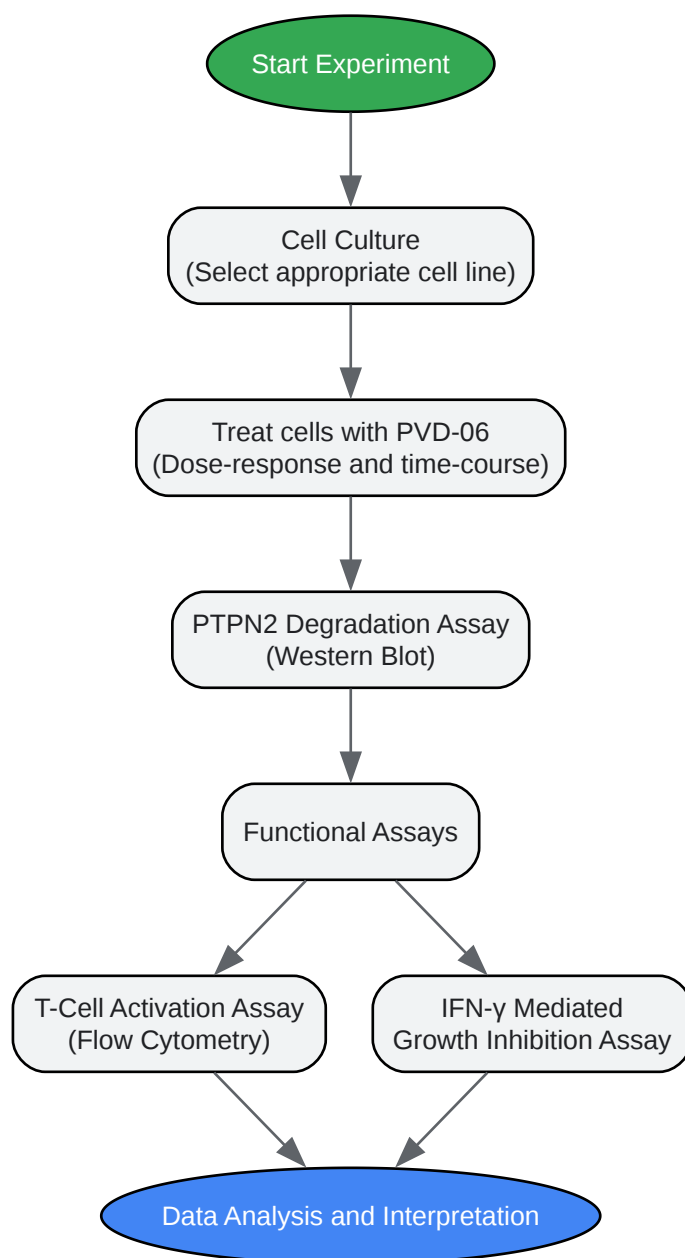 Start Experiment
Cell Culture
(Select appropriate cell line)
Treat cells with PVD-06
(Dose-response and time-course)
PTPN2 Degradation Assay
(Western Blot)
Functional Assays
T-Cell Activation Assay
(Flow Cytometry)
IFN-γ Mediated
Growth Inhibition Assay
Data Analysis and Interpretation